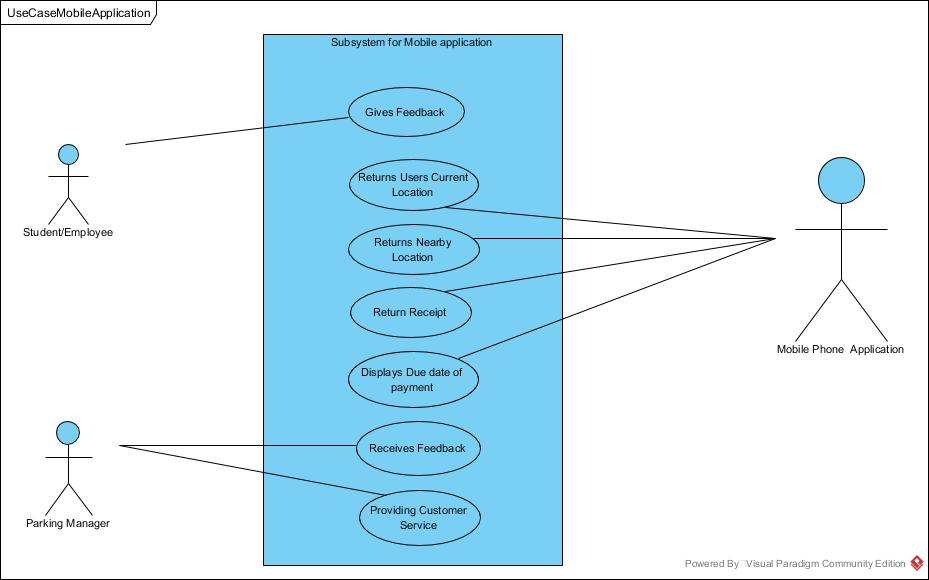 UseCaseMobileApplication
Subsystem for Mobile application
Gives Feedback
Returns Users Current
Location
Returns Nearby
Location
Return Receipt
Displays Due date of
payment
Receives Feedback
Providing Customer
Service
Student/Employee
Parking Manager
Mobile Phone Application
Powered By Visual Paradigm Community Edition